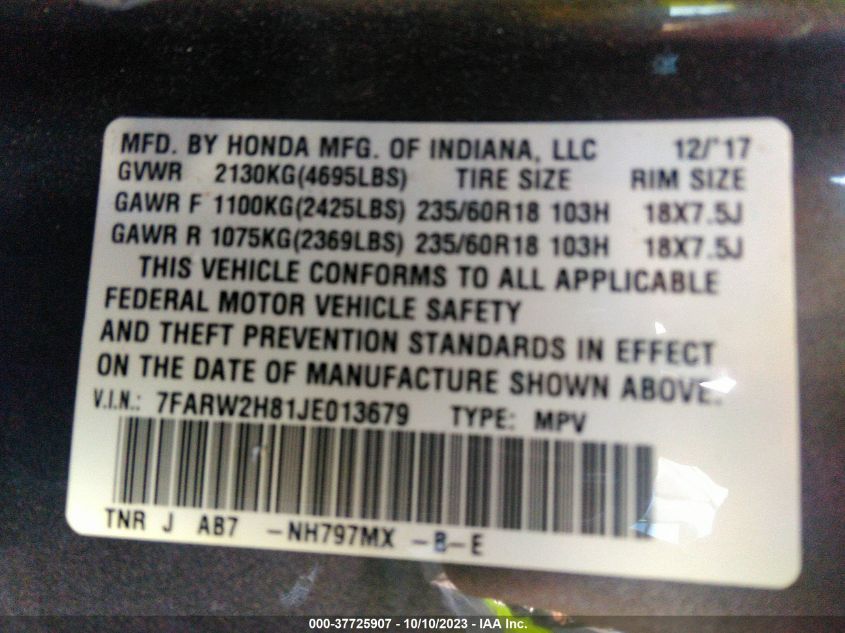 MFD. BY HONDA MFG. OF INDIANA, LLC 12/'17
GVWR 2130KG(4695LBS) TIRE SIZE RIM SIZE
GAWR F 1100KG(2425LBS) 235/60R18 103H 18X7.5J
GAWR R 1075KG(2369LBS) 235/60R18 103H 18X7.5J
THIS VEHICLE CONFORMS TO ALL APPLICABLE
FEDERAL MOTOR VEHICLE SAFETY
AND THEFT PREVENTION STANDARDS IN EFFECT
ON THE DATE OF MANUFACTURE SHOWN ABOVE.
V.I.N.: 7FARW2H81JE013679 TYPE: MPV
TNR J AB7 -NH797MX -B-E
000-37725907 - 10/10/2023 - IAA Inc.